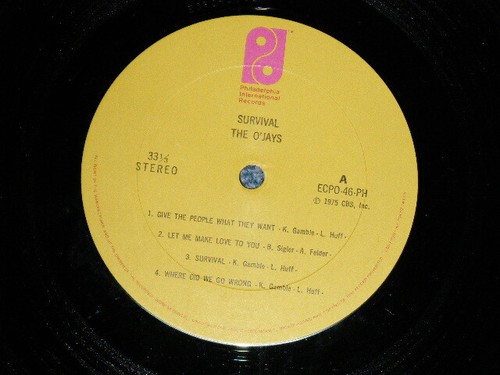 Philadelphia
International
Records
SURVIVAL
THE O'JAYS
33⅓
STEREO
A
ECPO-46-PH
℗ 1975 CBS, Inc.
1. GIVE THE PEOPLE WHAT THEY WANT - K. Gamble - L. Huff -
2. LET ME MAKE LOVE TO YOU - B. Sigler - A. Felder -
3. SURVIVAL - K. Gamble - L. Huff -
4. WHERE DID WE GO WRONG - K. Gamble - L. Huff -